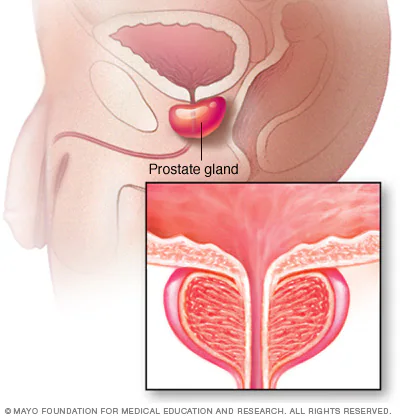 Prostate gland
© MAYO FOUNDATION FOR MEDICAL EDUCATION AND RESEARCH. ALL RIGHTS RESERVED.